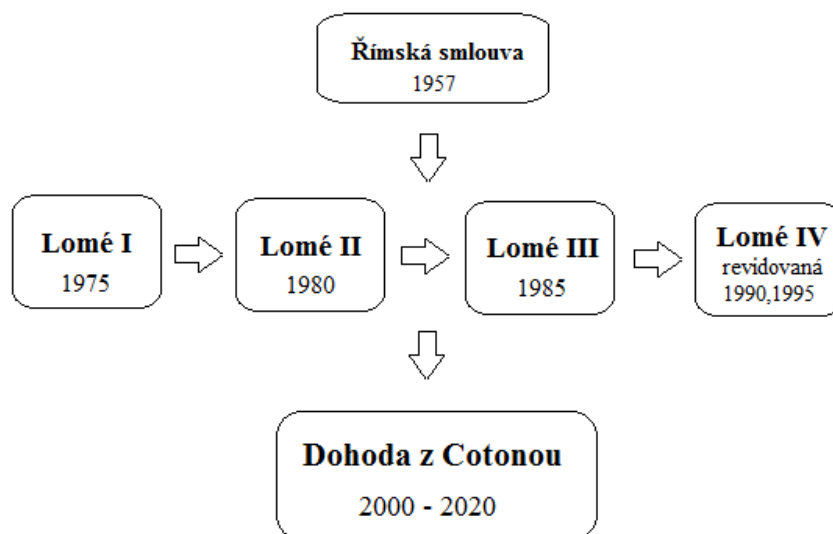 Římská smlouva
1957
Lomé I
1975
Lomé II
1980
Lomé III
1985
Lomé IV
revidovaná
1990,1995
Dohoda z Cotonou
2000 - 2020